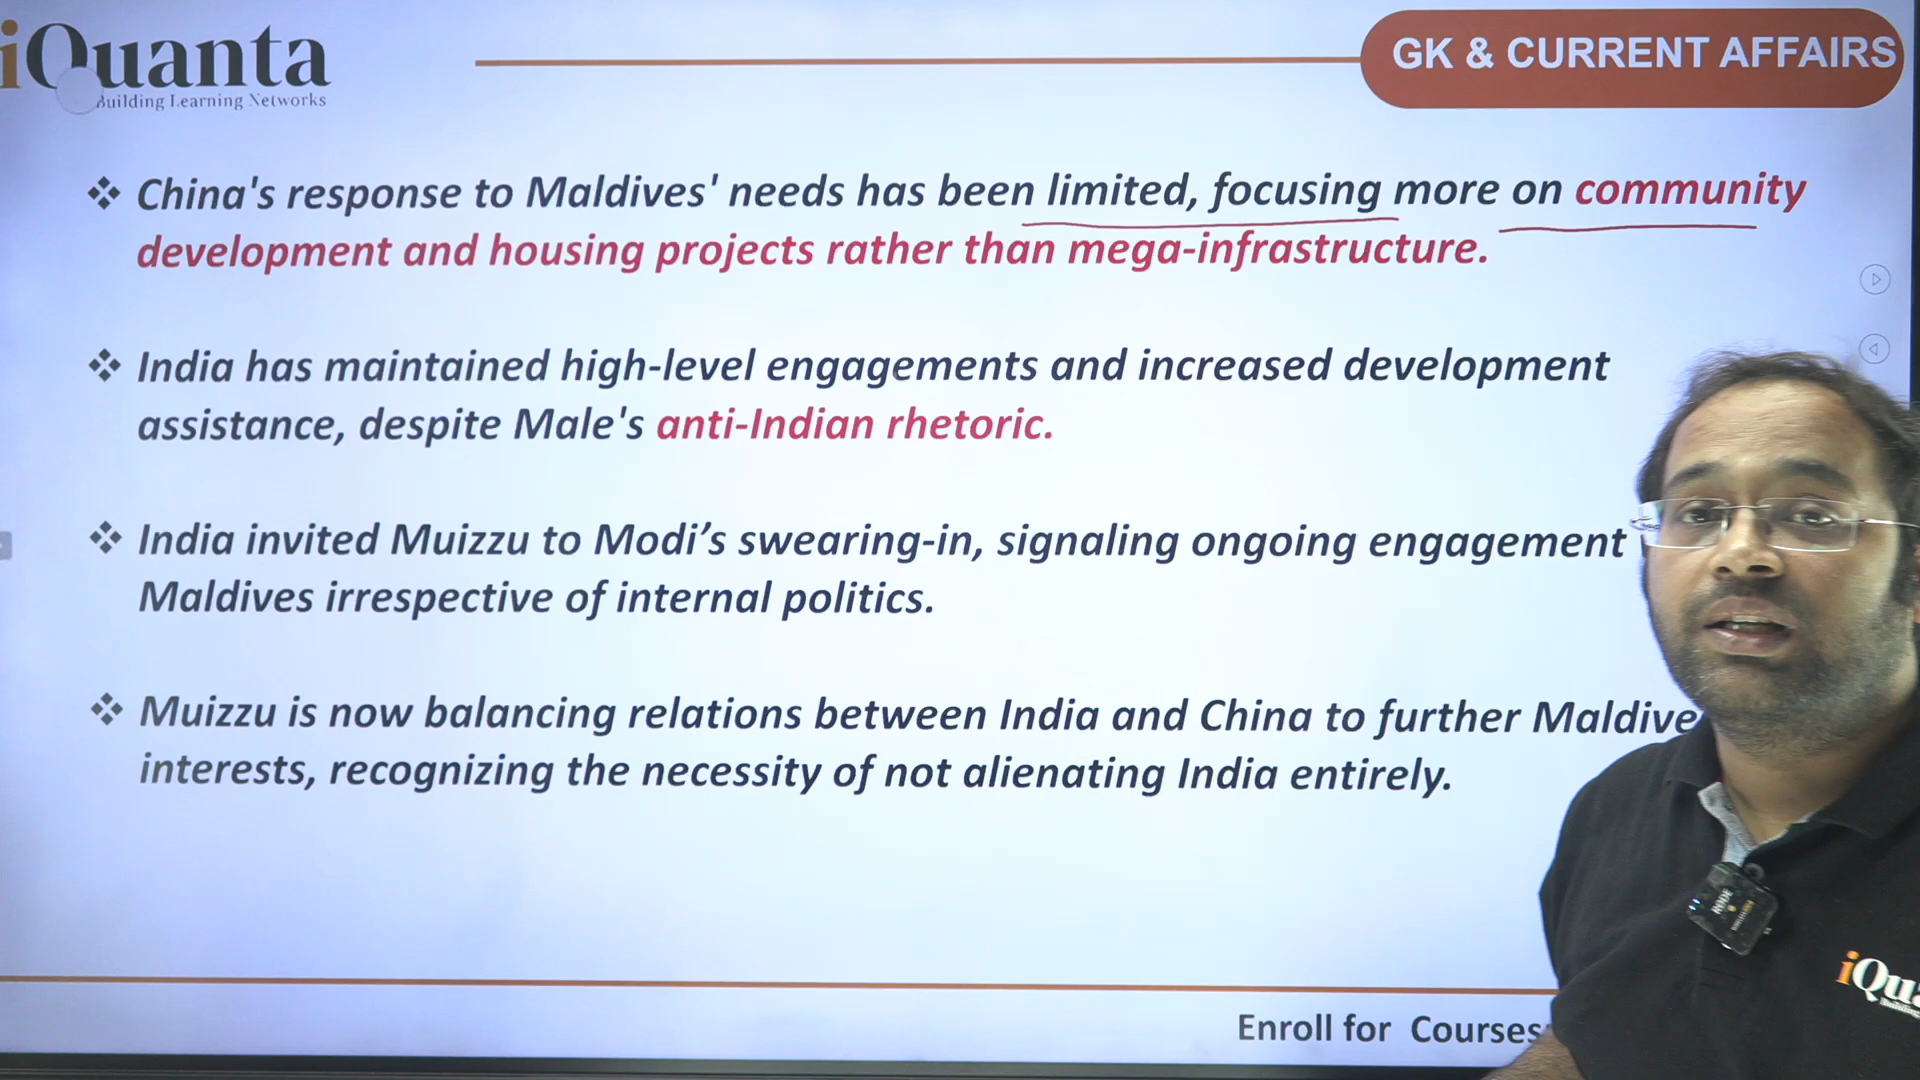 iQuanta
Building Learning Networks
GK & CURRENT AFFAIRS
❖ China's response to Maldives' needs has been limited, focusing more on community
development and housing projects rather than mega-infrastructure.
❖ India has maintained high-level engagements and increased development
assistance, despite Male's anti-Indian rhetoric.
❖ India invited Muizzu to Modi’s swearing-in, signaling ongoing engagement
Maldives irrespective of internal politics.
❖ Muizzu is now balancing relations between India and China to further Maldive
interests, recognizing the necessity of not alienating India entirely.
RODE
iQu
Enroll for Courses